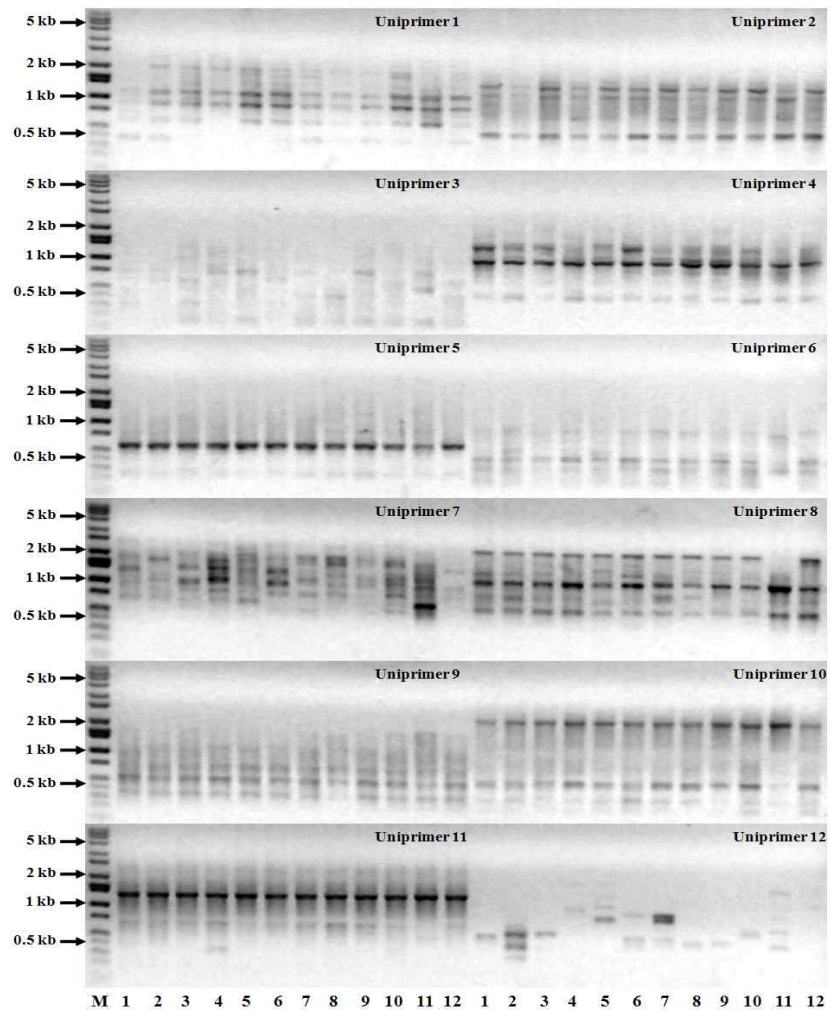 Uniprimer 1 Uniprimer 2
5 kb
2 kb
1 kb
0.5 kb
Uniprimer 3 Uniprimer 4
5 kb
2 kb
1 kb
0.5 kb
Uniprimer 5 Uniprimer 6
5 kb
2 kb
1 kb
0.5 kb
Uniprimer 7 Uniprimer 8
5 kb
2 kb
1 kb
0.5 kb
Uniprimer 9 Uniprimer 10
5 kb
2 kb
1 kb
0.5 kb
Uniprimer 11 Uniprimer 12
5 kb
2 kb
1 kb
0.5 kb
M 1 2 3 4 5 6 7 8 9 10 11 12 1 2 3 4 5 6 7 8 9 10 11 12